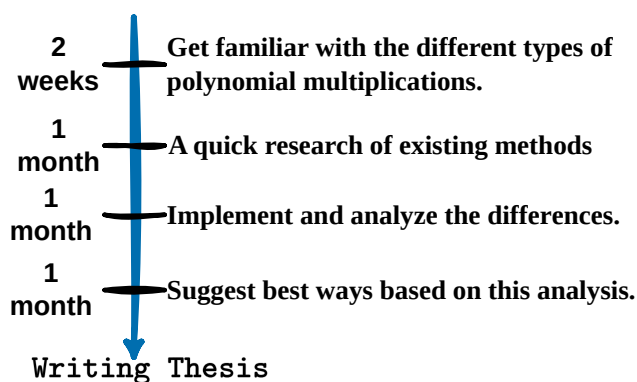 2
weeks
Get familiar with the different types of
polynomial multiplications.
1
month
A quick research of existing methods
1
month
Implement and analyze the differences.
1
month
Suggest best ways based on this analysis.
Writing Thesis